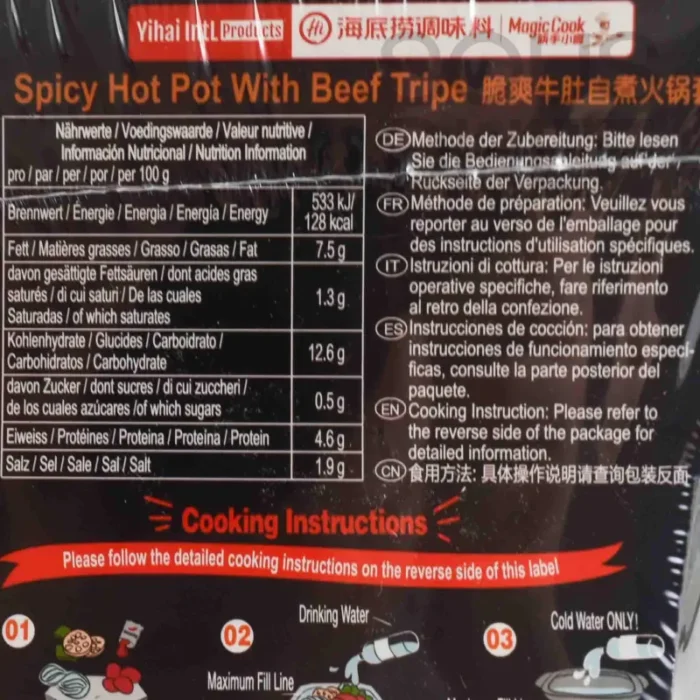 Yihai Int'L Products
海底捞调味料
Magic Cook
Spicy Hot Pot With Beef Tripe 脆爽牛肚自煮火锅
Nährwerte / Voedingswaarde / Valeur nutritive /
Información Nutricional / Nutrition Information
pro / par / per / por / per 100 g
Brennwert / Énergie / Energia / Energía / Energy
533 kJ/
128 kcal
Fett / Matières grasses / Grasso / Grasas / Fat 7.5 g
davon gesättigte Fettsäuren / dont acides gras
saturés / di cui saturi / De las cuales
Saturadas / of which saturates
1.3 g
Kohlenhydrate / Glucides / Carboidrato /
Carbohidratos / Carbohydrate
12.6 g
davon Zucker / dont sucres / di cui zuccheri /
de los cuales azúcares /of which sugars
0.5 g
Eiweiss / Protéines / Proteina / Proteína / Protein 4.6 g
Salz / Sel / Sale / Sal / Salt 1.9 g
DE Methode der Zubereitung: Bitte lesen
Sie die Bedienungsanleitung auf der
Rückseite der Verpackung.
FR Méthode de préparation: Veuillez vous
reporter au verso de l'emballage pour
des instructions d'utilisation spécifiques.
IT Istruzioni di cottura: Per le istruzioni
operative specifiche, fare riferimento
al retro della confezione.
ES Instrucciones de cocción: para obtener
instrucciones de funcionamiento especí-
ficas, consulte la parte posterior del
paquete.
EN Cooking Instruction: Please refer to
the reverse side of the package for
detailed information.
CN 食用方法: 具体操作说明请查询包装反面
Cooking Instructions
Please follow the detailed cooking instructions on the reverse side of this label
01
02
Drinking Water
Maximum Fill Line
03
Cold Water ONLY!